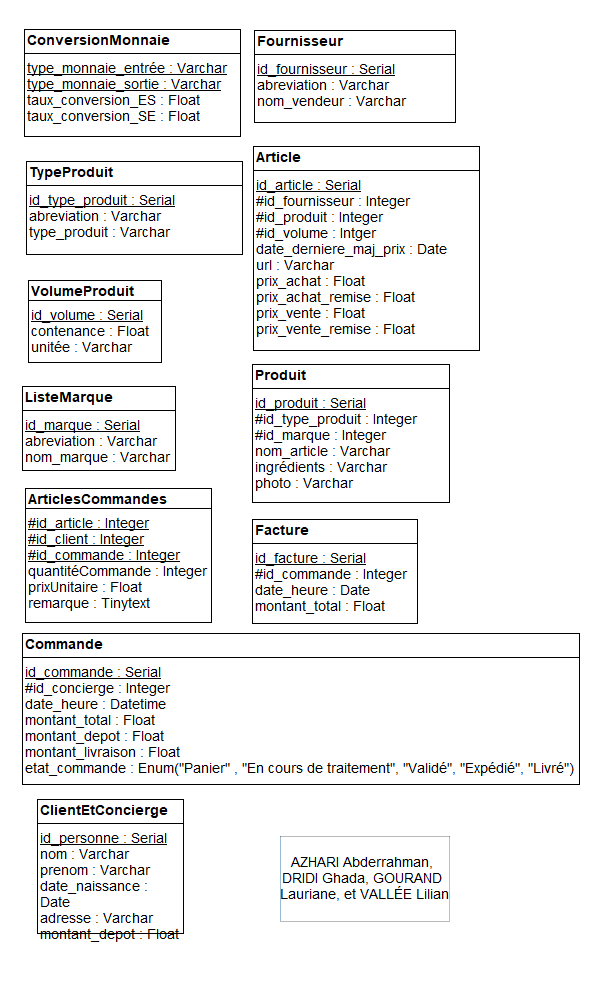 ConversionMonnaie
type_monnaie_entrée : Varchar
type_monnaie_sortie : Varchar
taux_conversion_ES : Float
taux_conversion_SE : Float
Fournisseur
id_fournisseur : Serial
abreviation : Varchar
nom_vendeur : Varchar
TypeProduit
id_type_produit : Serial
abreviation : Varchar
type_produit : Varchar
Article
id_article : Serial
#id_fournisseur : Integer
#id_produit : Integer
#id_volume : Intger
date_derniere_maj_prix : Date
url : Varchar
prix_achat : Float
prix_achat_remise : Float
prix_vente : Float
prix_vente_remise : Float
VolumeProduit
id_volume : Serial
contenance : Float
unitée : Varchar
ListeMarque
id_marque : Serial
abreviation : Varchar
nom_marque : Varchar
Produit
id_produit : Serial
#id_type_produit : Integer
#id_marque : Integer
nom_article : Varchar
ingrédients : Varchar
photo : Varchar
ArticlesCommandes
#id_article : Integer
#id_client : Integer
#id_commande : Integer
quantitéCommande : Integer
prixUnitaire : Float
remarque : Tinytext
Facture
id_facture : Serial
#id_commande : Integer
date_heure : Date
montant_total : Float
Commande
id_commande : Serial
#id_concierge : Integer
date_heure : Datetime
montant_total : Float
montant_depot : Float
montant_livraison : Float
etat_commande : Enum("Panier" , "En cours de traitement", "Validé", "Expédié", "Livré")
ClientEtConcierge
id_personne : Serial
nom : Varchar
prenom : Varchar
date_naissance :
Date
adresse : Varchar
montant_depot : Float
AZHARI Abderrahman,
DRIDI Ghada, GOURAND
Lauriane, et VALLÉE Lilian